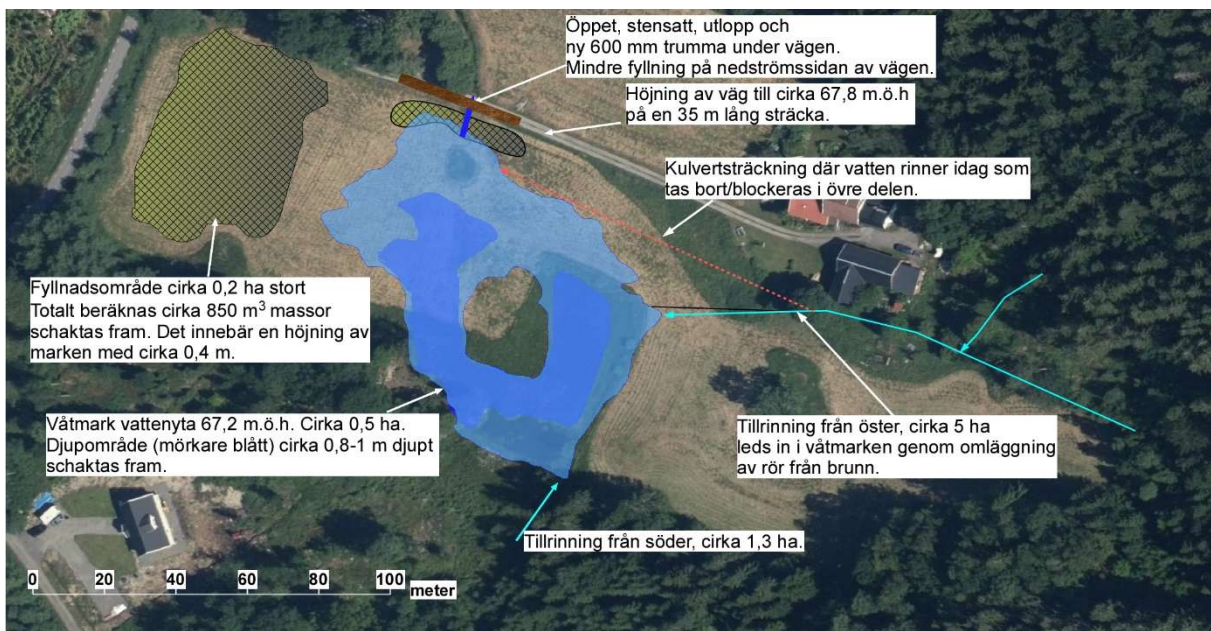 Öppet, stensatt, utlopp och
ny 600 mm trumma under vägen.
Mindre fyllning på nedströmssidan av vägen.
Höjning av väg till cirka 67,8 m.ö.h
på en 35 m lång sträcka.
Kulvertsträckning där vatten rinner idag som
tas bort/blockeras i övre delen.
Fyllnadsområde cirka 0,2 ha stort
Totalt beräknas cirka 850 m³ massor
schaktas fram. Det innebär en höjning av
marken med cirka 0,4 m.
Våtmark vattenyta 67,2 m.ö.h. Cirka 0,5 ha.
Djupområde (mörkare blått) cirka 0,8-1 m djupt
schaktas fram.
Tillrinning från öster, cirka 5 ha
leds in i våtmarken genom omläggning
av rör från brunn.
Tillrinning från söder, cirka 1,3 ha.
0 20 40 60 80 100 meter